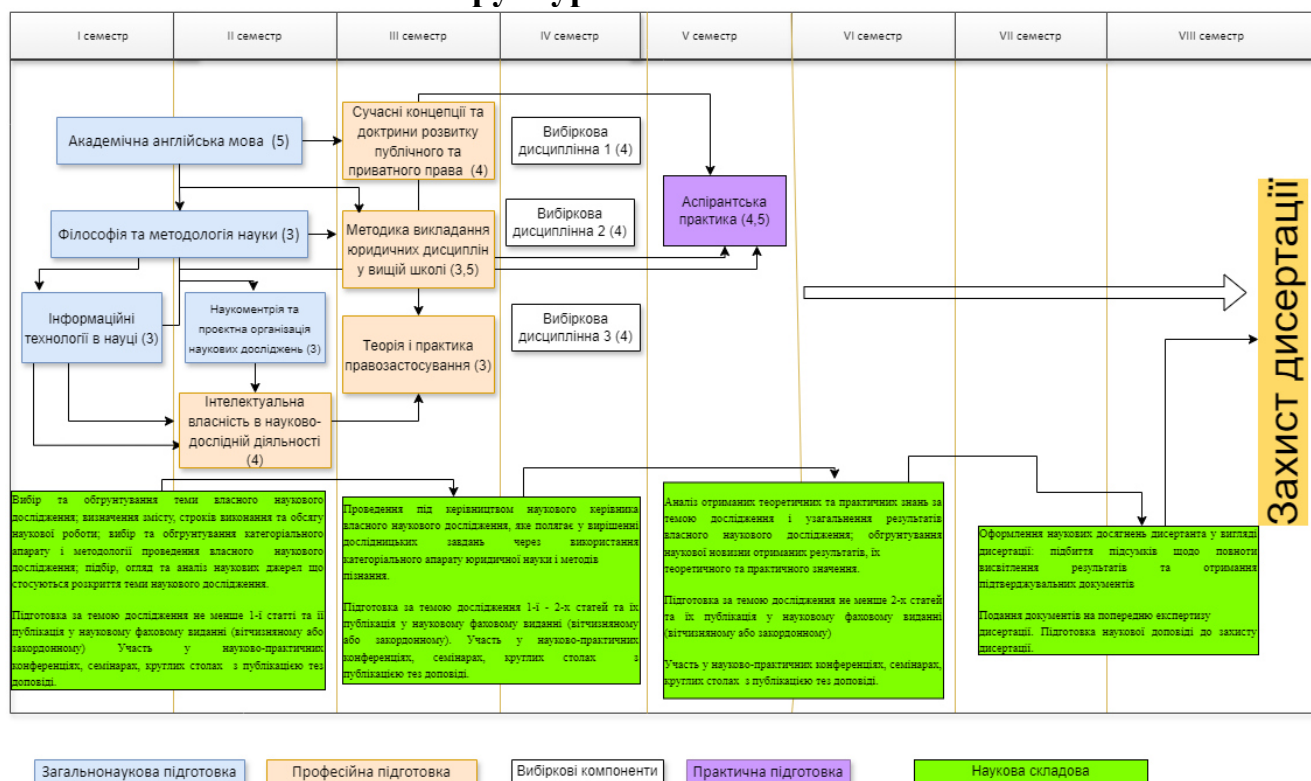 I семестр
II семестр
III семестр
IV семестр
V семестр
VI семестр
VII семестр
VIII семестр
Академічна англійська мова (5)
Сучасні концепції та
доктрини розвитку
публічного та
приватного права (4)
Вибіркова
дисциплінна 1 (4)
Філософія та методологія науки (3)
Методика викладання
юридичних дисциплін
у вищій школі (3,5)
Вибіркова
дисциплінна 2 (4)
Аспірантська
практика (4,5)
Інформаційні
технології в науці (3)
Наукометрія та
проєктна організація
наукових досліджень (3)
Теорія і практика
правозастосування (3)
Вибіркова
дисциплінна 3 (4)
Інтелектуальна
власність в науково-
дослідній діяльності
(4)
Захист дисертації
Вибір та обгрунтування теми власного наукового
дослідження; визначення змісту, строків виконання та обсягу
наукової роботи; вибір та обгрунтування категоріального
апарату і методології проведення власного наукового
дослідження; підбір, огляд та аналіз наукових джерел що
стосуються розкриття теми наукового дослідження.
Підготовка за темою дослідження не менше 1-ї статті та її
публікація у науковому фаховому виданні (вітчизняному або
закордонному) Участь у науково-практичних
конференціях, семінарах, круглих столах з публікацією тез
доповіді.
Проведення під керівництвом наукового керівника
власного наукового дослідження, яке полягає у вирішенні
дослідницьких завдань через використання
категоріального апарату юридичної науки і методів
пізнання.
Підготовка за темою дослідження 1-ї - 2-х статей та їх
публікація у науковому фаховому виданні (вітчизняному
або закордонному). Участь у науково-практичних
конференціях, семінарах, круглих столах з
публікацією тез доповіді.
Аналіз отриманих теоретичних та практичних знань за
темою дослідження і узагальнення результатів
власного наукового дослідження; обгрунтування
наукової новизни отриманих результатів, їх
теоретичного та практичного значення.
Підготовка за темою дослідження не менше 2-х статей
та їх публікація у науковому фаховому виданні
(вітчизняному або закордонному)
Участь у науково-практичних конференціях, семінарах,
круглих столах з публікацією тез доповіді.
Оформлення наукових досягнень дисертанта у вигляді
дисертації: підбиття підсумків щодо повноти
висвітлення результатів та отримання
підтверджувальних документів
Подання документів на попередню експертизу
дисертації. Підготовка наукової доповіді до захисту
дисертації.
Загальнонаукова підготовка
Професійна підготовка
Вибіркові компоненти
Практична підготовка
Наукова складова